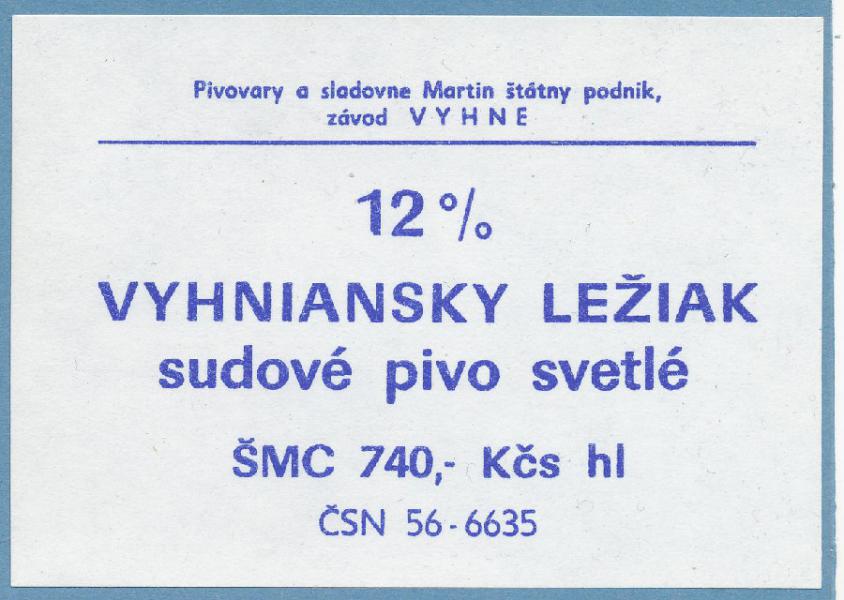 Pivovary a sladovne Martin štátny podnik,
závod VYHNE
12 %
VYHNIANSKY LEŽIAK
sudové pivo svetlé
ŠMC 740,- Kčs hl
ČSN 56-6635